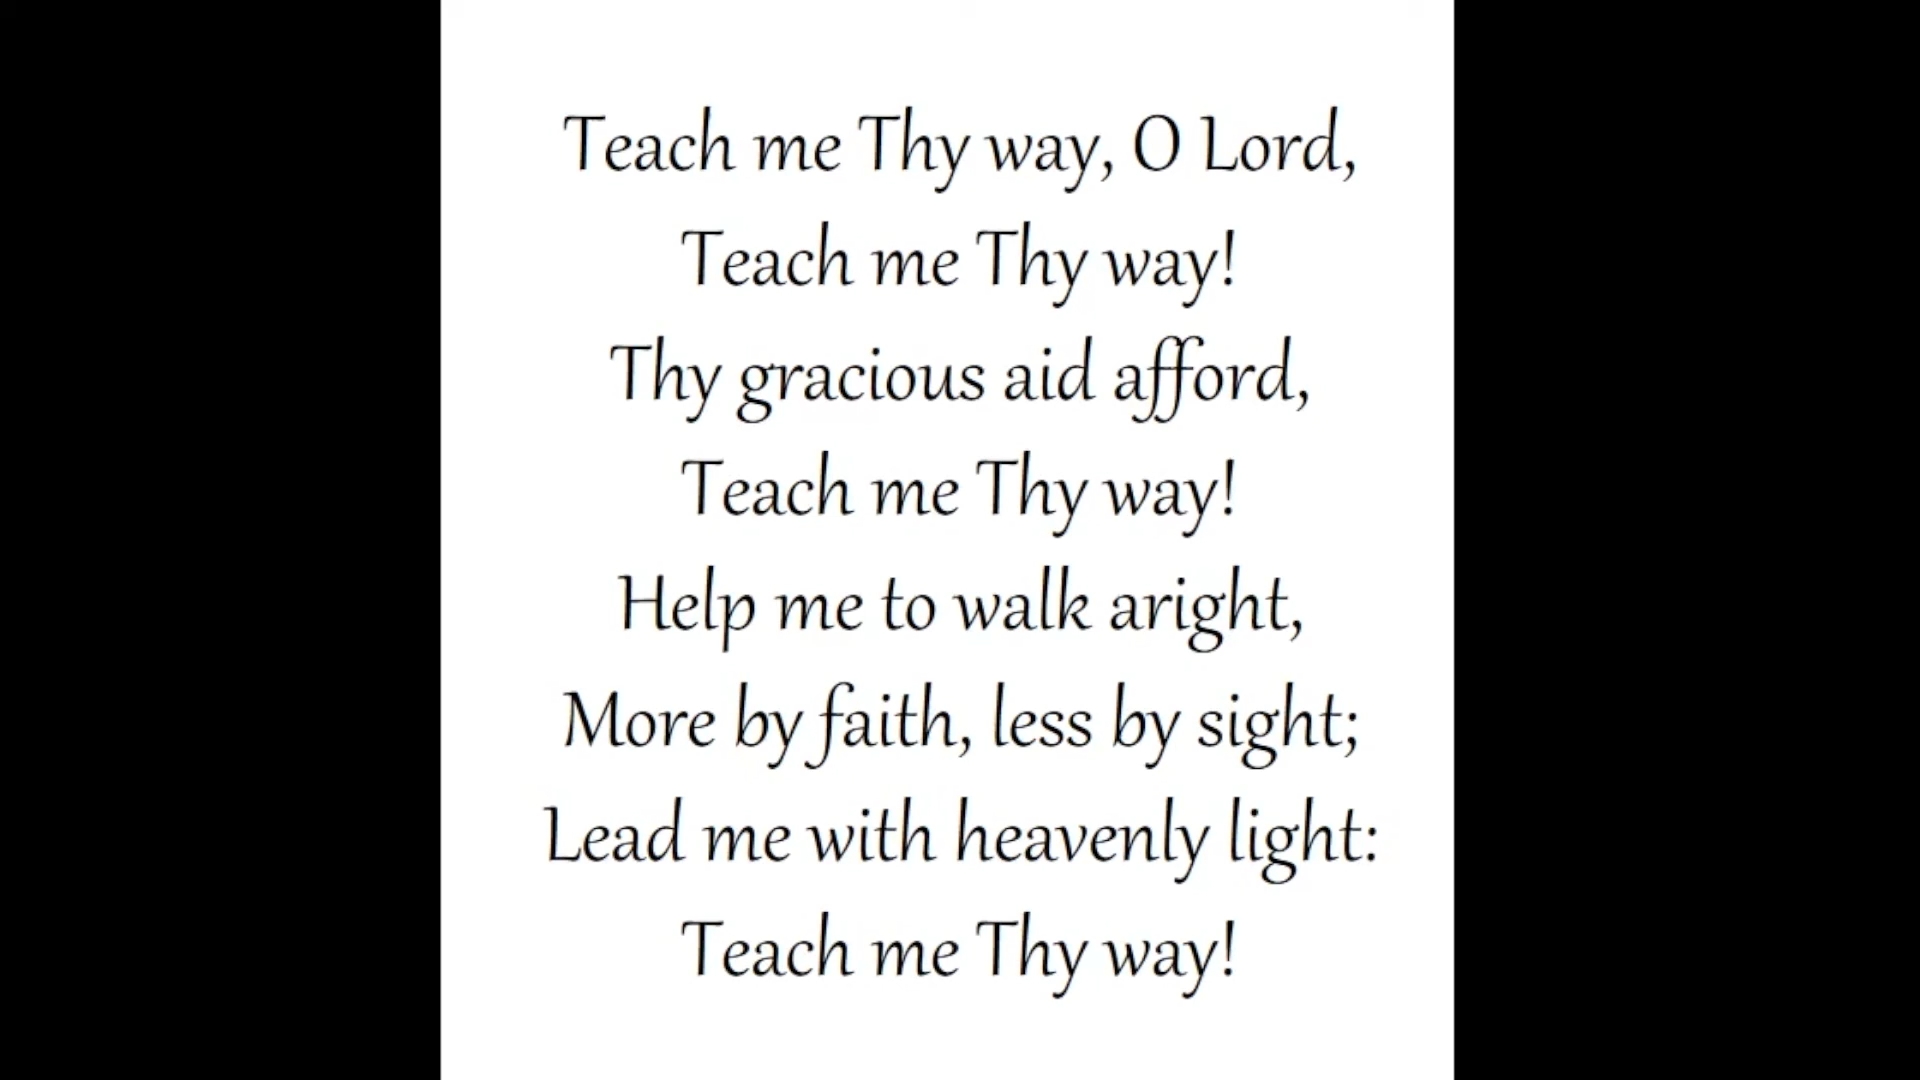 Teach me Thy way, O Lord,
Teach me Thy way!
Thy gracious aid afford,
Teach me Thy way!
Help me to walk aright,
More by faith, less by sight;
Lead me with heavenly light:
Teach me Thy way!